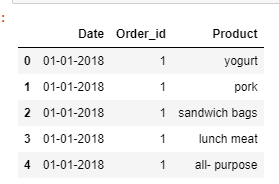 :
Date Order_id Product
0 01-01-2018 1 yogurt
1 01-01-2018 1 pork
2 01-01-2018 1 sandwich bags
3 01-01-2018 1 lunch meat
4 01-01-2018 1 all- purpose